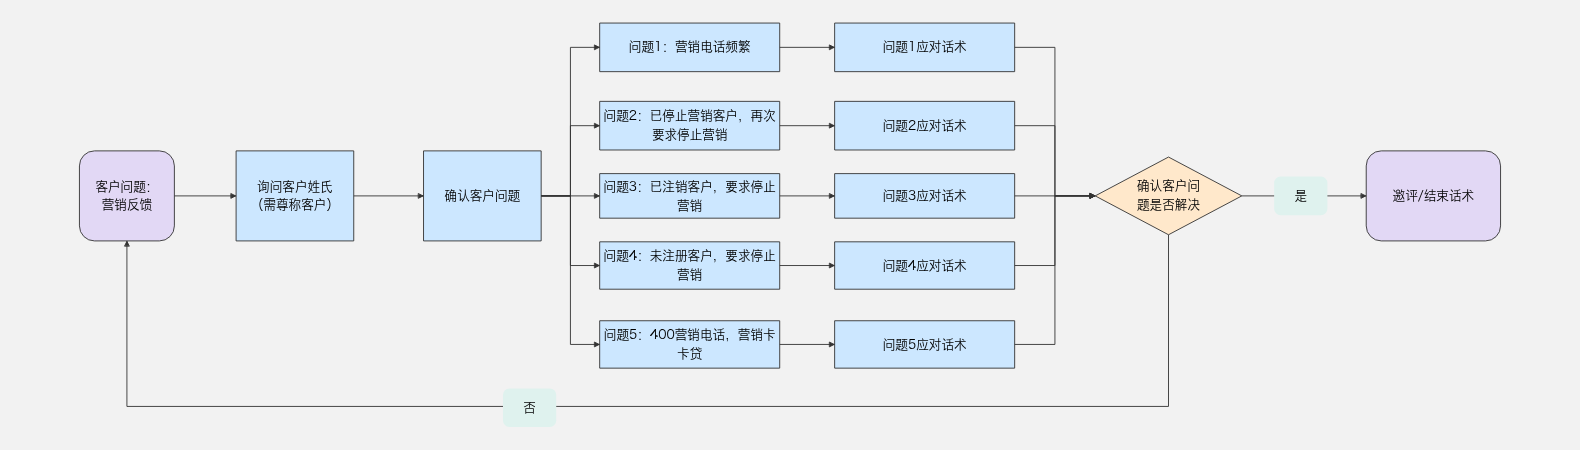 客户问题：
营销反馈
询问客户姓氏
（需尊称客户）
确认客户问题
问题1：营销电话频繁
问题1应对话术
问题2：已停止营销客户，再次
要求停止营销
问题2应对话术
问题3：已注销客户，要求停止
营销
问题3应对话术
问题4：未注册客户，要求停止
营销
问题4应对话术
问题5：400营销电话，营销卡
卡贷
问题5应对话术
确认客户问
题是否解决
是
邀评/结束话术
否